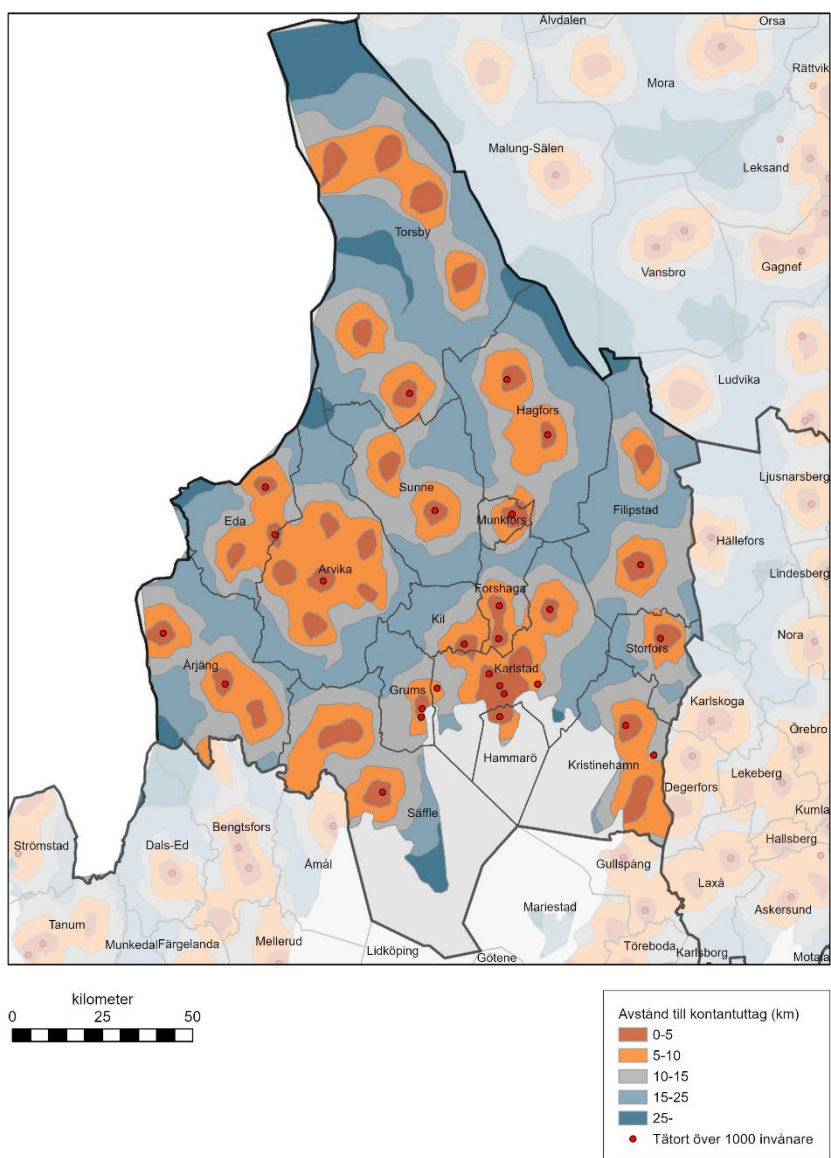 Älvdalen
Orsa
Rättvik
Mora
Malung-Sälen
Leksand
Torsby
Vansbro
Gagnef
Ludvika
Hagfors
Ljusnarsberg
Sunne
Eda
Munkfors
Filipstad
Hällefors
Arvika
Lindesberg
Forshaga
Kil
Nora
Storfors
Årjäng
Karlstad
Grums
Karlskoga
Örebro
Hammarö
Kristinehamn
Degerfors
Lekeberg
Kumla
Säffle
Strömstad
Dals-Ed
Bengtsfors
Hallsberg
Åmål
Gullspång
Laxå
Mariestad
Askersund
Tanum
Munkedal
Färgelanda
Mellerud
Lidköping
Götene
Töreboda
Karlsborg
Motala
kilometer
0 25 50
Avstånd till kontantuttag (km)
0-5
5-10
10-15
15-25
25-
Tätort över 1000 invånare